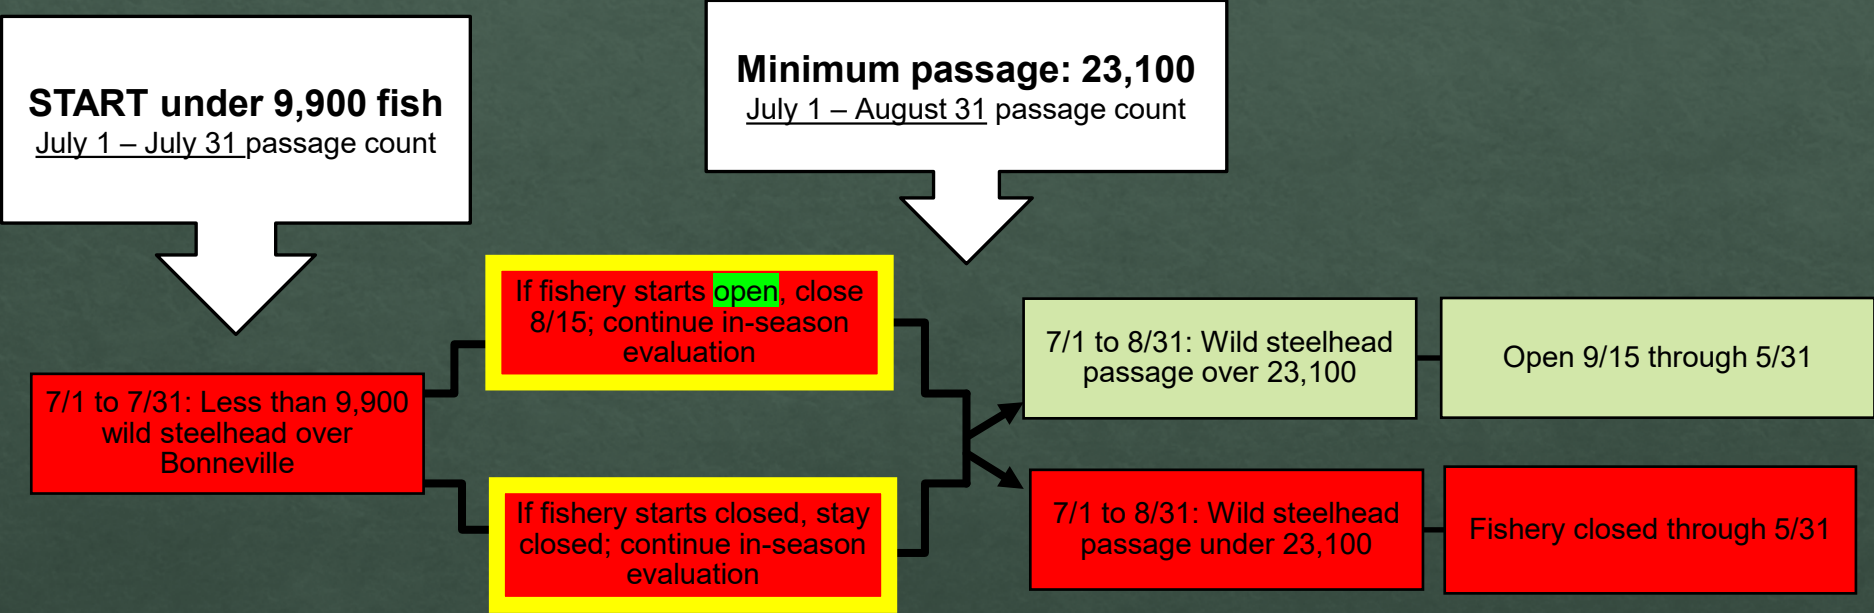 START under 9,900 fish
July 1 – July 31 passage count
Minimum passage: 23,100
July 1 – August 31 passage count
7/1 to 7/31: Less than 9,900
wild steelhead over
Bonneville
If fishery starts open, close
8/15; continue in-season
evaluation
If fishery starts closed, stay
closed; continue in-season
evaluation
7/1 to 8/31: Wild steelhead
passage over 23,100
Open 9/15 through 5/31
7/1 to 8/31: Wild steelhead
passage under 23,100
Fishery closed through 5/31